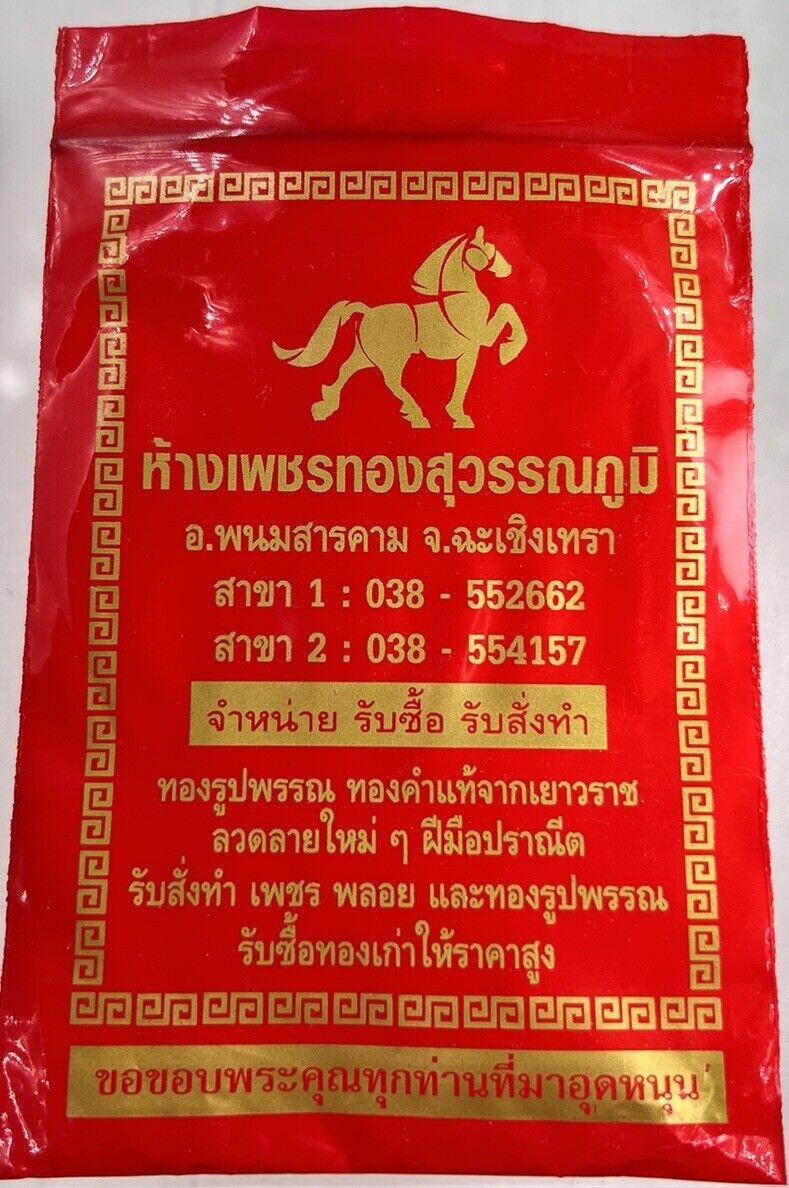 ห้างเพชรทองสุวรรณภูมิ
อ.พนมสารคาม จ.ฉะเชิงเทรา
สาขา 1 : 038 - 552662
สาขา 2 : 038 - 554157
จำหน่าย รับซื้อ รับสั่งทำ
ทองรูปพรรณ ทองคำแท้จากเยาวราช
ลวดลายใหม่ ๆ ฝีมือปราณีต
รับสั่งทำ เพชร พลอย และทองรูปพรรณ
รับซื้อทองเก่าให้ราคาสูง
ขอขอบพระคุณทุกท่านที่มาอุดหนุน